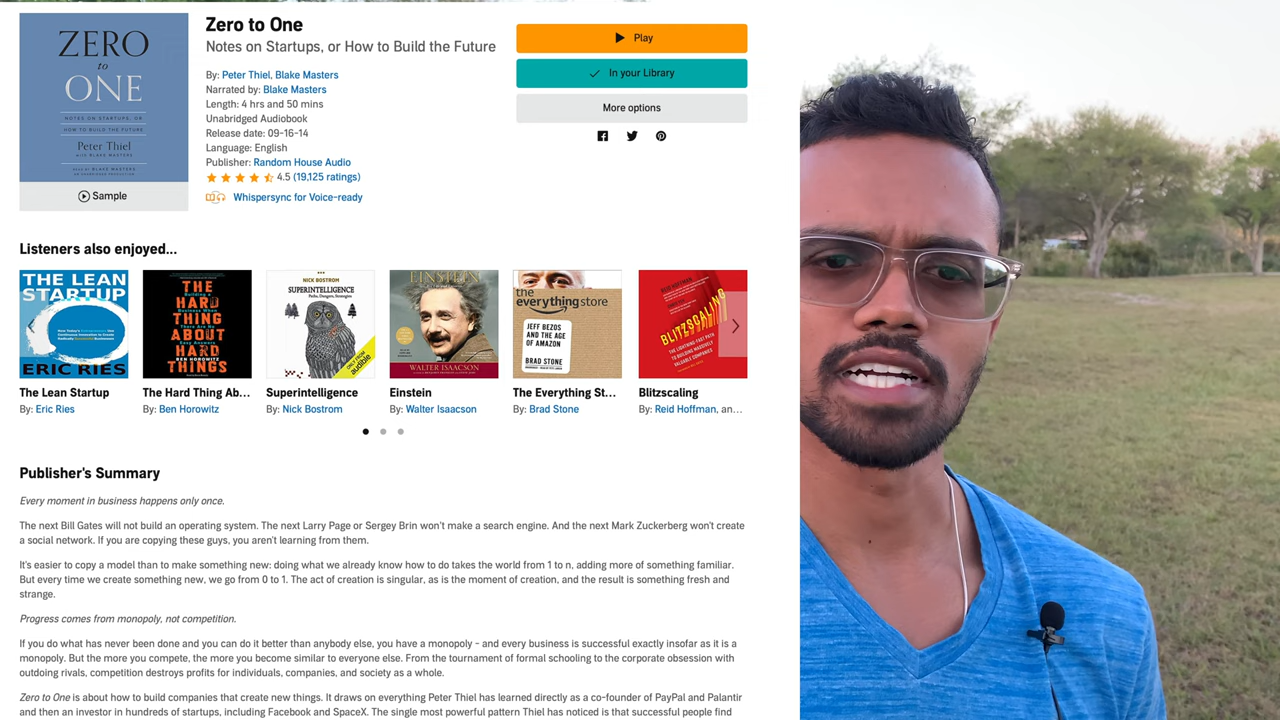 ZERO
to
ONE
NOTES ON STARTUPS, OR
HOW TO BUILD THE FUTURE
Peter Thiel
WITH BLAKE MASTERS
READ BY BLAKE MASTERS
Sample
Zero to One
Notes on Startups, or How to Build the Future
By: Peter Thiel, Blake Masters
Narrated by: Blake Masters
Length: 4 hrs and 50 mins
Unabridged Audiobook
Release date: 09-16-14
Language: English
Publisher: Random House Audio
4.5 (19,125 ratings)
Whispersync for Voice-ready
Play
In your Library
More options
Listeners also enjoyed...
THE LEAN
STARTUP
ERIC RIES
THE
HARD
THING
ABOUT
HARD
THINGS
BEN HOROWITZ
NICK BOSTROM
SUPERINTELLIGENCE
Paths, Dangers, Strategies
ONLY FROM
audible
EINSTEIN
WALTER ISAACSON
the
everything store
JEFF BEZOS
AND THE AGE
OF AMAZON
BRAD STONE
BLITZSCALING
The Lean Startup
By: Eric Ries
The Hard Thing Ab...
By: Ben Horowitz
Superintelligence
By: Nick Bostrom
Einstein
By: Walter Isaacson
The Everything St...
By: Brad Stone
Blitzscaling
By: Reid Hoffman, an...
Publisher's Summary
Every moment in business happens only once.
The next Bill Gates will not build an operating system. The next Larry Page or Sergey Brin won't make a search engine. And the next Mark Zuckerberg won't create
a social network. If you are copying these guys, you aren't learning from them.
It's easier to copy a model than to make something new: doing what we already know how to do takes the world from 1 to n, adding more of something familiar.
But every time we create something new, we go from 0 to 1. The act of creation is singular, as is the moment of creation, and the result is something fresh and
strange.
Progress comes from monopoly, not competition.
If you do what has never been done and you can do it better than anybody else, you have a monopoly - and every business is successful exactly insofar as it is a
monopoly. But the more you compete, the more you become similar to everyone else. From the tournament of formal schooling to the corporate obsession with
outdoing rivals, competition destroys profits for individuals, companies, and society as a whole.
Zero to One is about how to build companies that create new things. It draws on everything Peter Thiel has learned directly as a co-founder of PayPal and Palantir
and then an investor in hundreds of startups, including Facebook and SpaceX. The single most powerful pattern Thiel has noticed is that successful people find